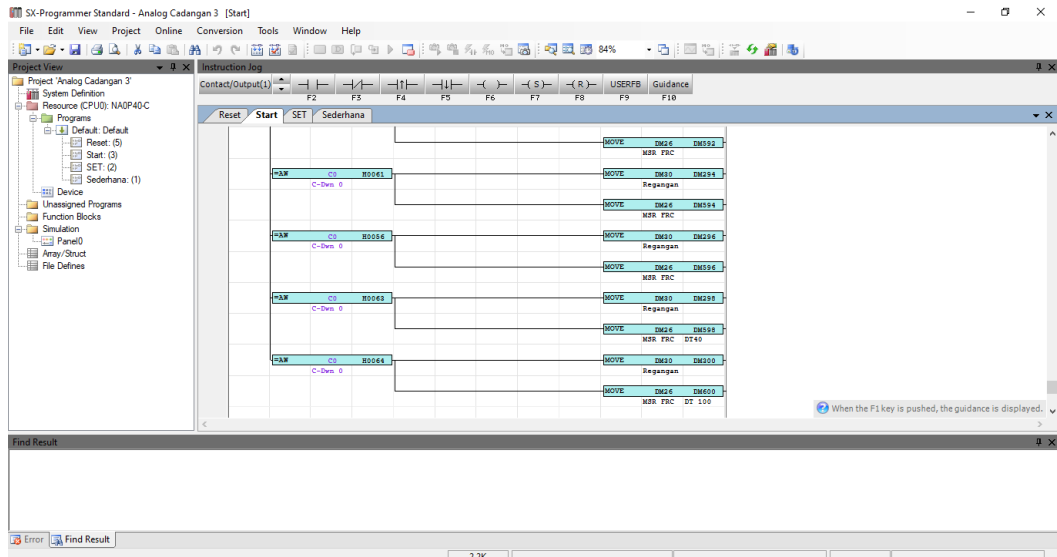 SX-Programmer Standard - Analog Cadangan 3 [Start]
File Edit View Project Online Conversion Tools Window Help
84%
Project View
Project 'Analog Cadangan 3'
System Definition
Resource (CPU0): NA0P40-C
Programs
Default: Default
Reset: (5)
Start: (3)
SET: (2)
Sederhana: (1)
Device
Unassigned Programs
Function Blocks
Simulation
Panel0
Array/Struct
File Defines
Instruction Jog
Contact/Output(1) ( ) (S) (R) USERFB Guidance
F2 F3 F4 F5 F6 F7 F8 F9 F10
Reset Start SET Sederhana
MOVE DM26 DM592
MSR FRC
=AW C0 H0061 MOVE DM30 DM294
C-Dwn 0 Regangan
MOVE DM26 DM594
MSR FRC
=AW C0 H0056 MOVE DM30 DM296
C-Dwn 0 Regangan
MOVE DM26 DM596
MSR FRC
=AW C0 H0063 MOVE DM30 DM298
C-Dwn 0 Regangan
MOVE DM26 DM598
MSR FRC DT40
=AW C0 H0064 MOVE DM30 DM300
C-Dwn 0 Regangan
MOVE DM26 DM600
MSR FRC DT 100
When the F1 key is pushed, the guidance is displayed.
Find Result
Error Find Result
2.2K